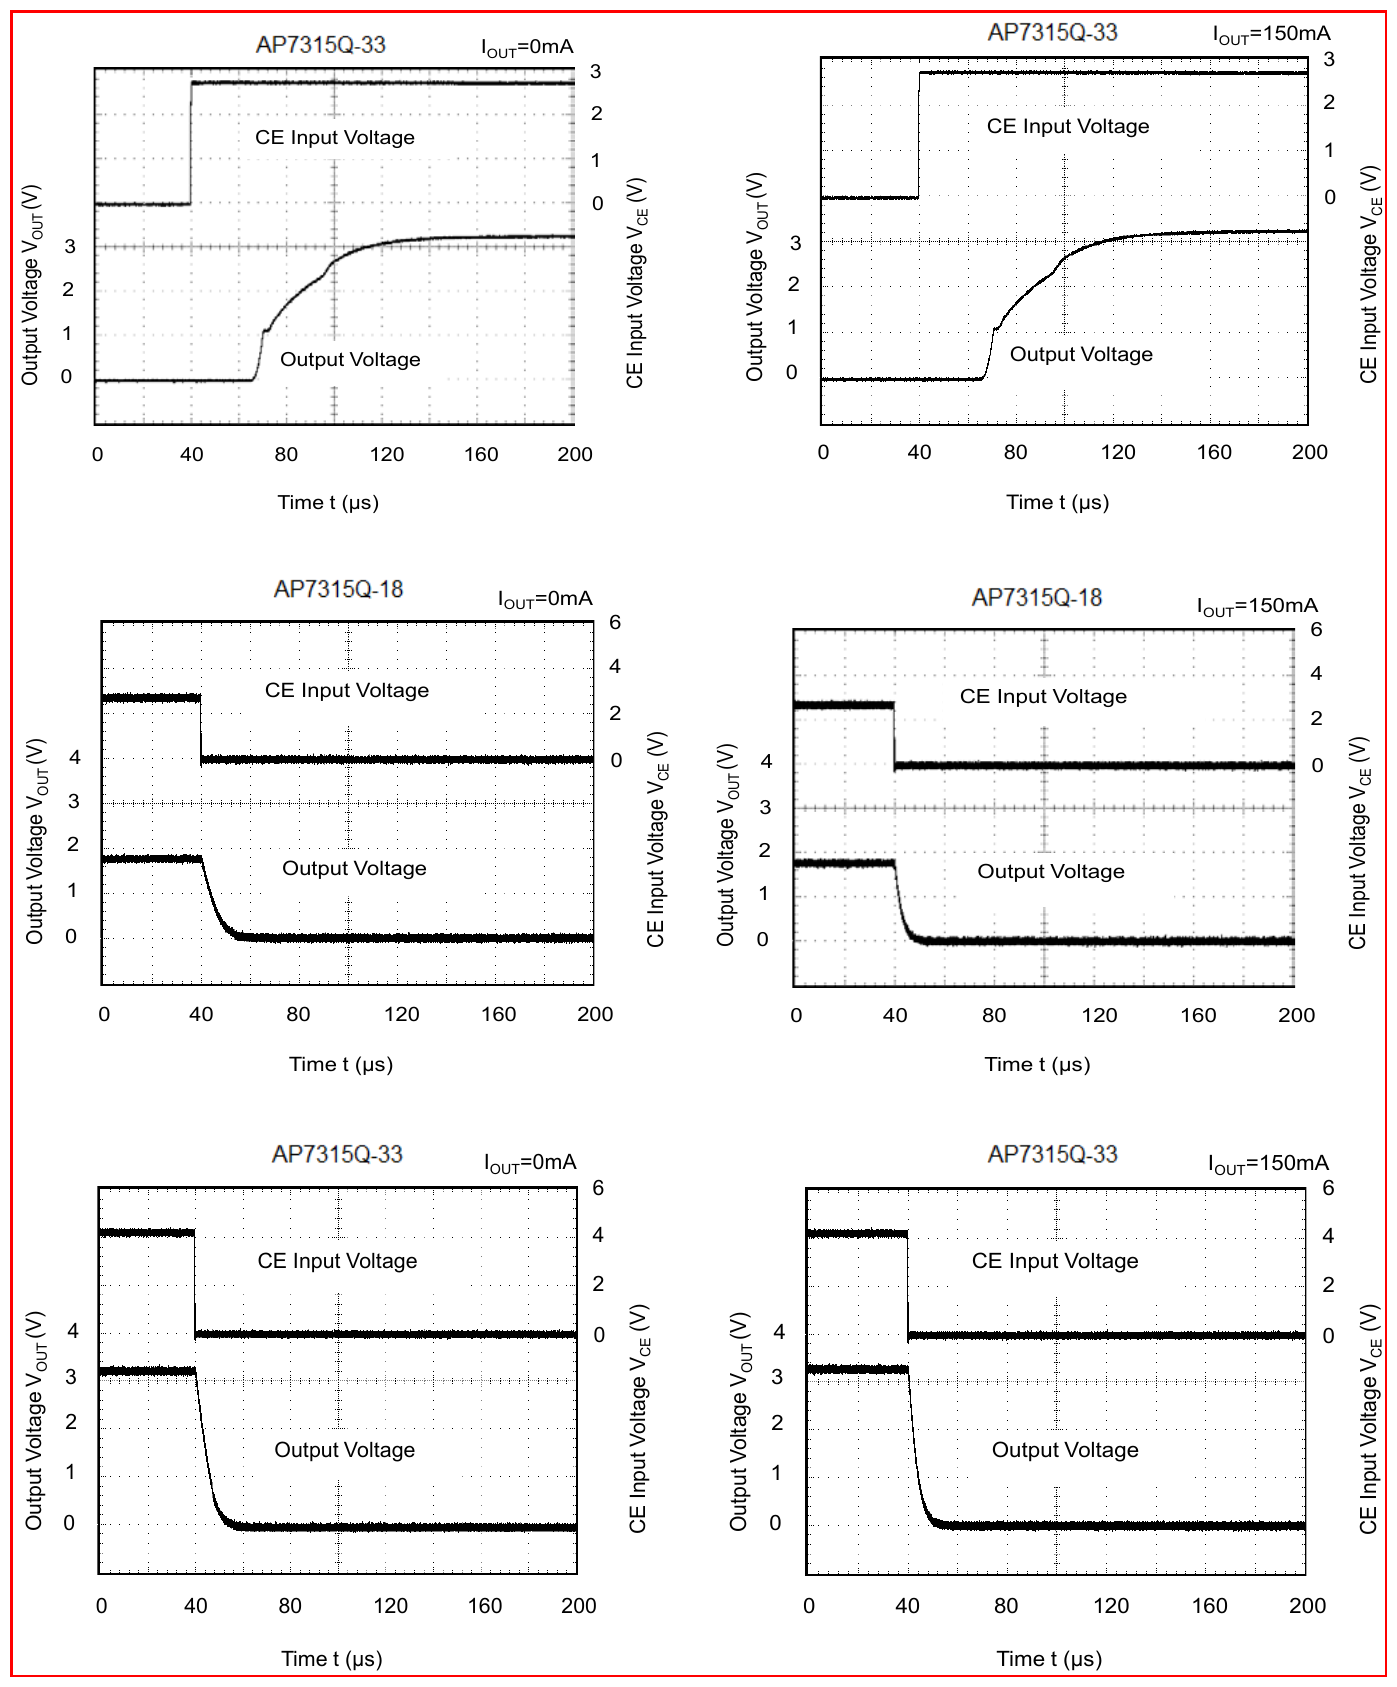 AP7315Q-33 IOUT=0mA
3
2
CE Input Voltage
1
0
3
2
1
Output Voltage
0
Output Voltage VOUT (V)
CE Input Voltage VCE (V)
0 40 80 120 160 200
Time t (µs)
AP7315Q-33 IOUT=150mA
3
2
CE Input Voltage
1
0
3
2
1
Output Voltage
0
Output Voltage VOUT (V)
CE Input Voltage VCE (V)
0 40 80 120 160 200
Time t (µs)
AP7315Q-18 IOUT=0mA
6
4
CE Input Voltage
2
4 0
3
2
Output Voltage
1
0
Output Voltage VOUT (V)
CE Input Voltage VCE (V)
0 40 80 120 160 200
Time t (µs)
AP7315Q-18 IOUT=150mA
6
4
CE Input Voltage
2
4 0
3
2
Output Voltage
1
0
Output Voltage VOUT (V)
CE Input Voltage VCE (V)
0 40 80 120 160 200
Time t (µs)
AP7315Q-33 IOUT=0mA
6
4
CE Input Voltage
2
4 0
3
2
Output Voltage
1
0
Output Voltage VOUT (V)
CE Input Voltage VCE (V)
0 40 80 120 160 200
Time t (µs)
AP7315Q-33 IOUT=150mA
6
4
CE Input Voltage
2
4 0
3
2
Output Voltage
1
0
Output Voltage VOUT (V)
CE Input Voltage VCE (V)
0 40 80 120 160 200
Time t (µs)